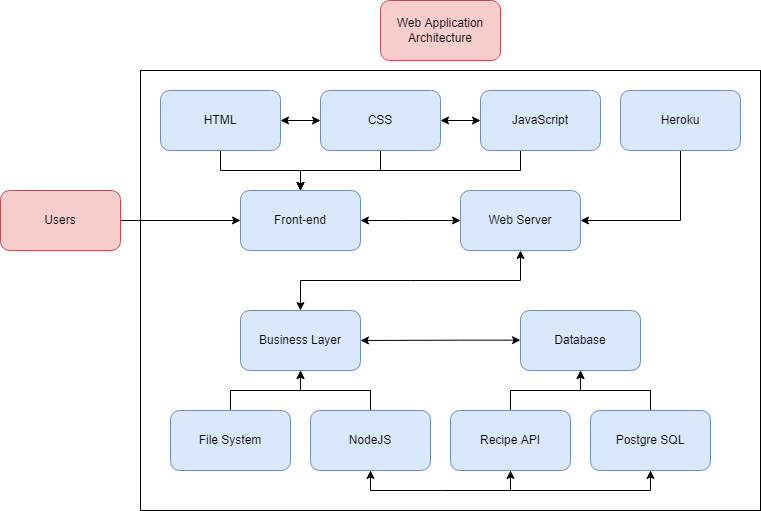 Web Application
Architecture
HTML
CSS
JavaScript
Heroku
Users
Front-end
Web Server
Business Layer
Database
File System
NodeJS
Recipe API
Postgre SQL